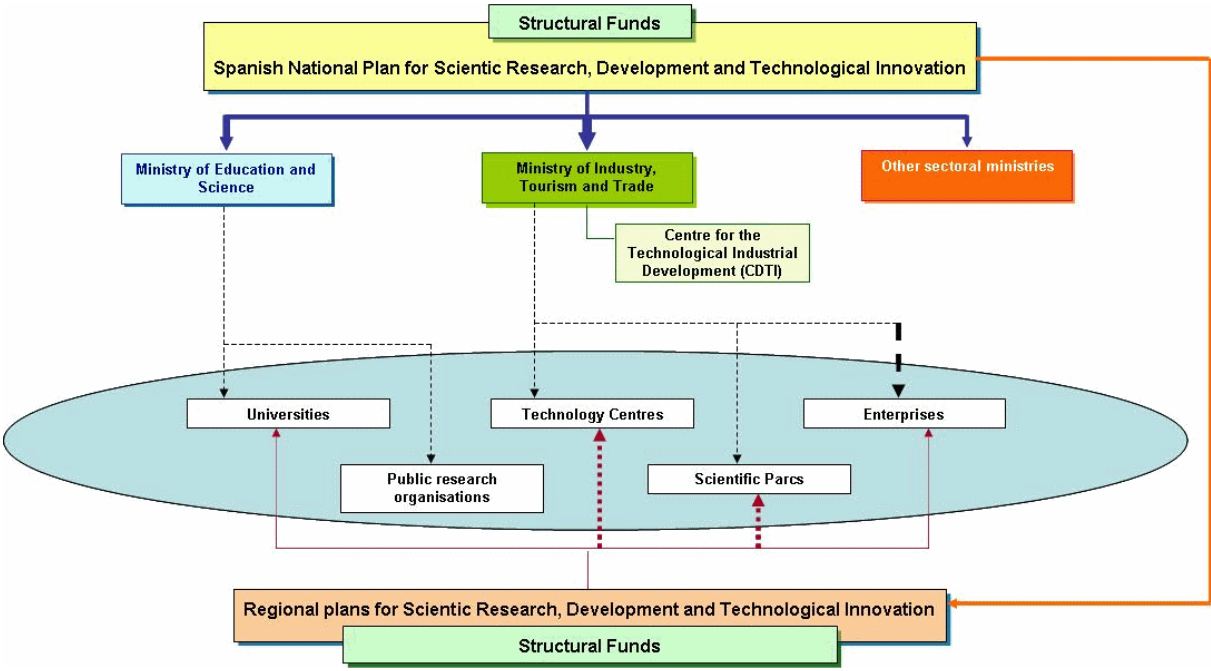 Structural Funds
Spanish National Plan for Scientic Research, Development and Technological Innovation
Ministry of Education and
Science
Ministry of Industry,
Tourism and Trade
Other sectoral ministries
Centre for the
Technological Industrial
Development (CDTI)
Universities
Technology Centres
Enterprises
Public research
organisations
Scientific Parcs
Regional plans for Scientic Research, Development and Technological Innovation
Structural Funds